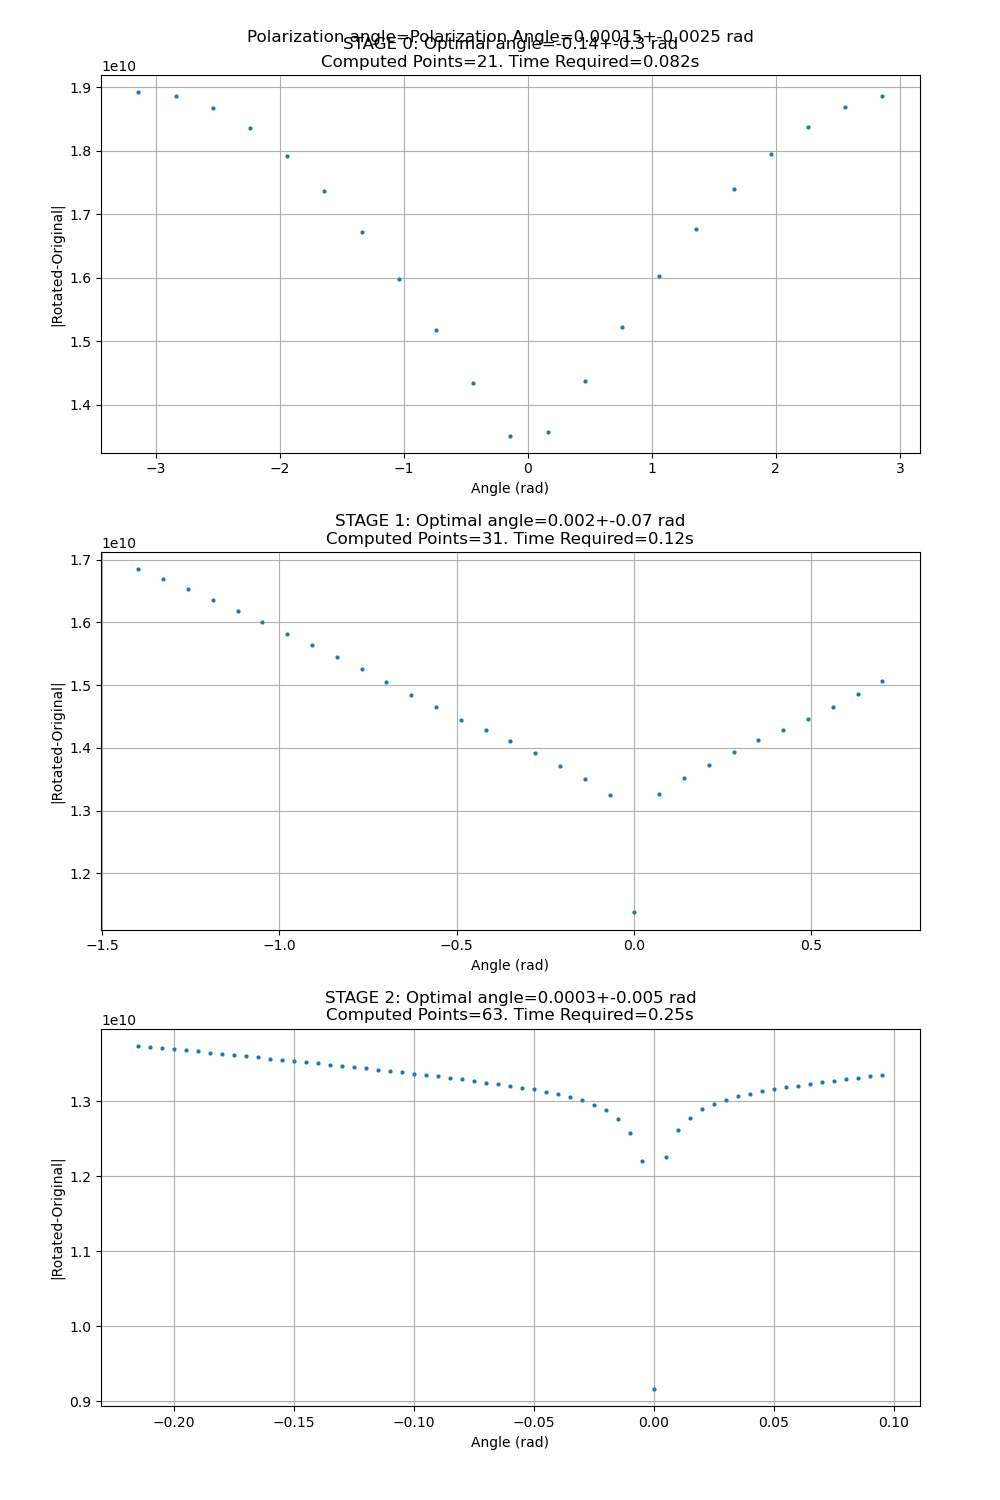 Polarization angle=Polarization Angle=0.00015+-0.0025 rad
STAGE 0: Optimal angle=-0.14+-0.3 rad
Computed Points=21. Time Required=0.082s
1e10
1.9
1.8
1.7
1.6
1.5
1.4
|Rotated-Original|
−3 −2 −1 0 1 2 3
Angle (rad)
STAGE 1: Optimal angle=0.002+-0.07 rad
Computed Points=31. Time Required=0.12s
1e10
1.7
1.6
1.5
1.4
1.3
1.2
|Rotated-Original|
−1.5 −1.0 −0.5 0.0 0.5
Angle (rad)
STAGE 2: Optimal angle=0.0003+-0.005 rad
Computed Points=63. Time Required=0.25s
1e10
1.3
1.2
1.1
1.0
0.9
|Rotated-Original|
−0.20 −0.15 −0.10 −0.05 0.00 0.05 0.10
Angle (rad)